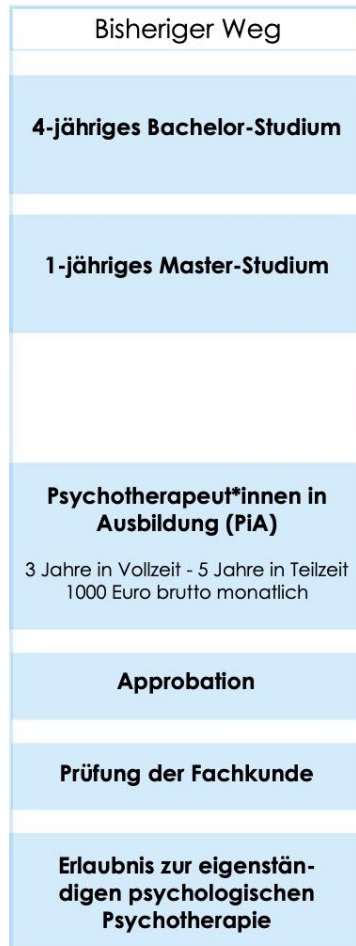 Bisheriger Weg
4-jähriges Bachelor-Studium
1-jähriges Master-Studium
Psychotherapeut*innen in
Ausbildung (PiA)
3 Jahre in Vollzeit - 5 Jahre in Teilzeit
1000 Euro brutto monatlich
Approbation
Prüfung der Fachkunde
Erlaubnis zur eigenstän-
digen psychologischen
Psychotherapie